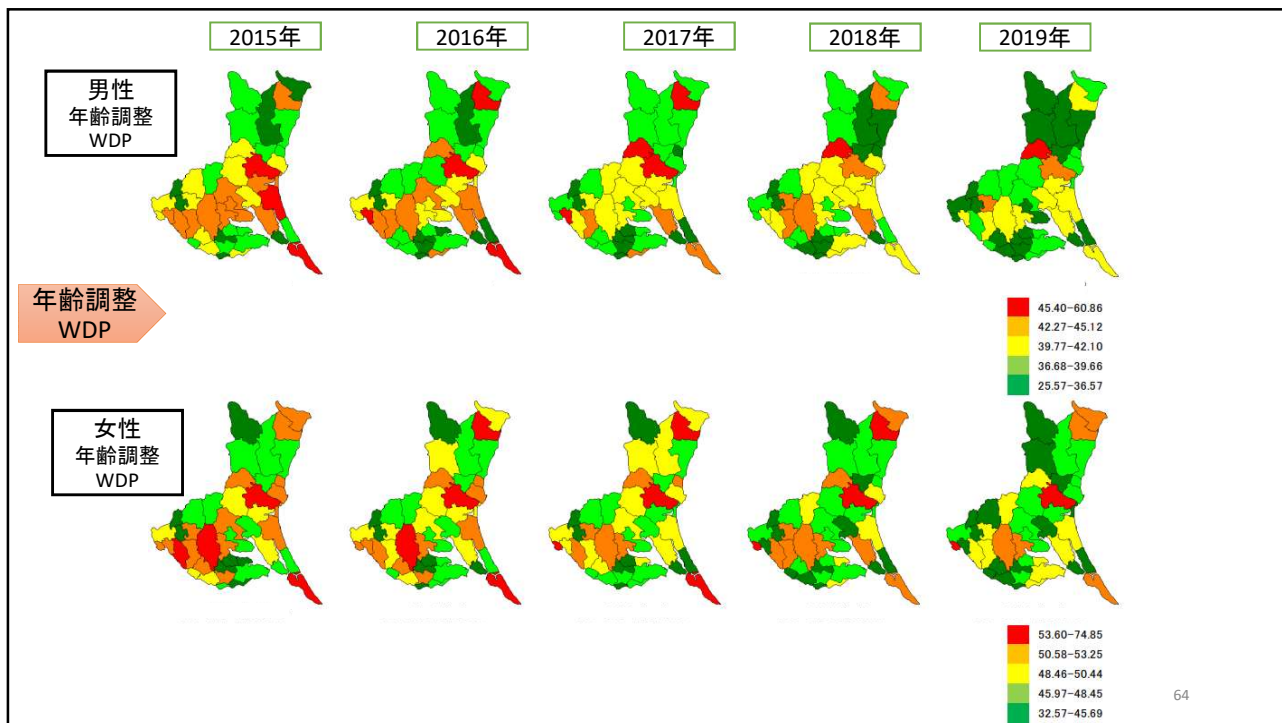 2015年
2016年
2017年
2018年
2019年
男性
年齢調整
WDP
年齢調整
WDP
45.40-60.86
42.27-45.12
39.77-42.10
36.68-39.66
25.57-36.57
女性
年齢調整
WDP
53.60-74.85
50.58-53.25
48.46-50.44
45.97-48.45
32.57-45.69
64